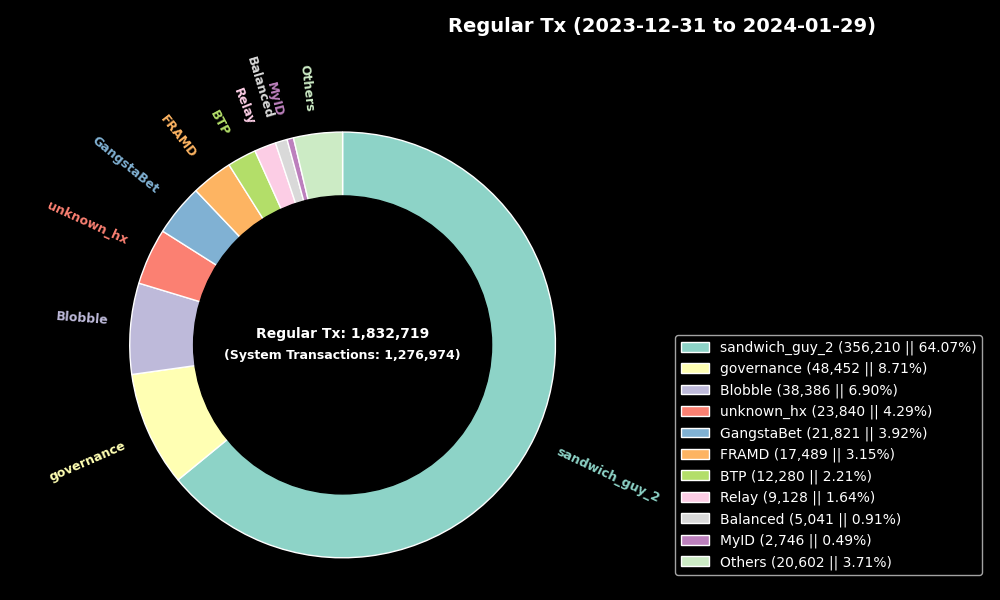 Regular Tx (2023-12-31 to 2024-01-29)
Others
MyID
Balanced
Relay
BTP
FRAMD
GangstaBet
unknown_hx
Blobble
governance
sandwich_guy_2
Regular Tx: 1,832,719
(System Transactions: 1,276,974)
sandwich_guy_2 (356,210 || 64.07%)
governance (48,452 || 8.71%)
Blobble (38,386 || 6.90%)
unknown_hx (23,840 || 4.29%)
GangstaBet (21,821 || 3.92%)
FRAMD (17,489 || 3.15%)
BTP (12,280 || 2.21%)
Relay (9,128 || 1.64%)
Balanced (5,041 || 0.91%)
MyID (2,746 || 0.49%)
Others (20,602 || 3.71%)